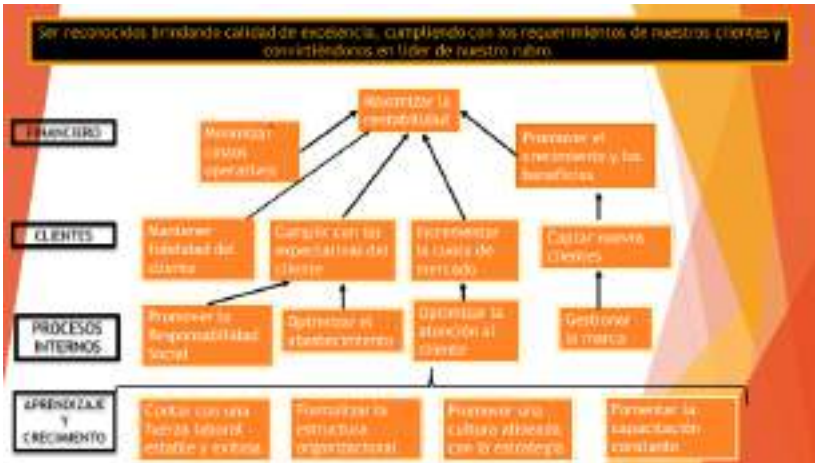 Ser reconocidos brindando calidad de excelencia, cumpliendo con los requerimientos de nuestros clientes y
convirtiéndonos en líder de nuestro rubro.
Maximizar la
rentabilidad
FINANCIERO
Minimizar
costos
operativos
Promover el
crecimiento y los
beneficios
CLIENTES
Mantener
fidelidad del
cliente
Cumplir con las
expectativas del
cliente
Incrementar
la cuota de
mercado
Captar nuevos
clientes
PROCESOS
INTERNOS
Promover la
Responsabilidad
Social
Optimizar el
abastecimiento
Optimizar la
atención al
cliente
Gestionar
la marca
APRENDIZAJE
Y
CRECIMIENTO
Contar con una
fuerza laboral
estable y exitosa
Formalizar la
estructura
organizacional
Promover una
cultura alineada
con la estrategia
Fomentar la
capacitación
constante